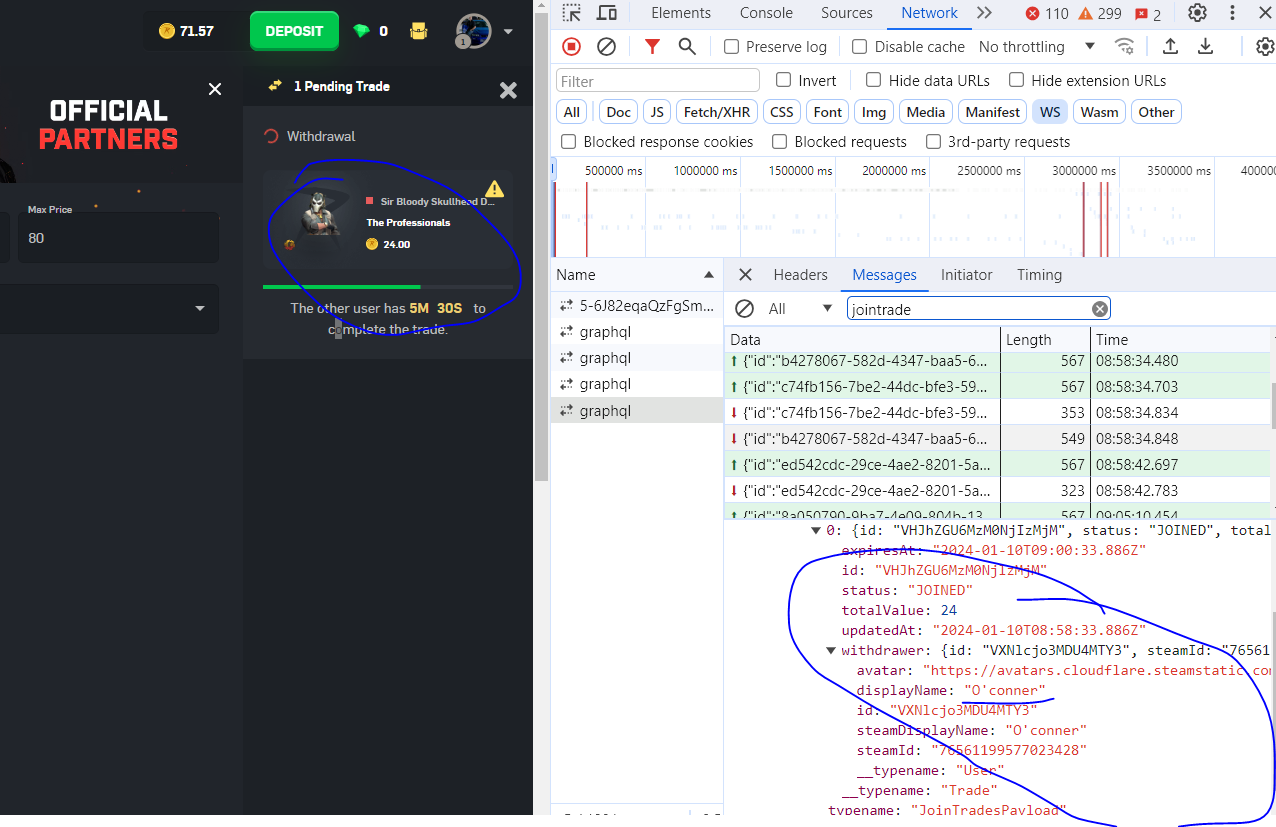 71.57
DEPOSIT
0
1
OFFICIAL
PARTNERS
Max Price
80
1 Pending Trade
Withdrawal
Sir Bloody Skullhead D...
The Professionals
24.00
The other user has 5M 30S to
complete the trade.
Elements Console Sources Network 110 299 2
Preserve log Disable cache No throttling
Filter Invert Hide data URLs Hide extension URLs
All Doc JS Fetch/XHR CSS Font Img Media Manifest WS Wasm Other
Blocked response cookies Blocked requests 3rd-party requests
500000 ms 1000000 ms 1500000 ms 2000000 ms 2500000 ms 3000000 ms 3500000 ms 40000
Name
5-6J82eqaQzFgSm...
graphql
graphql
graphql
graphql
Headers Messages Initiator Timing
All jointrade
Data Length Time
{"id":"b4278067-582d-4347-baa5-6... 567 08:58:34.480
{"id":"c74fb156-7be2-44dc-bfe3-59... 567 08:58:34.703
{"id":"c74fb156-7be2-44dc-bfe3-59... 353 08:58:34.834
{"id":"b4278067-582d-4347-baa5-6... 549 08:58:34.848
{"id":"ed542cdc-29ce-4ae2-8201-5a... 567 08:58:42.697
{"id":"ed542cdc-29ce-4ae2-8201-5a... 323 08:58:42.783
{"id":"8a050790-9ba7-4e09-804b-13... 567 09:05:10.454
0: {id: "VHJhZGU6MzM0NjIzMjM", status: "JOINED", total
expiresAt: "2024-01-10T09:00:33.886Z"
id: "VHJhZGU6MzM0NjIzMjM"
status: "JOINED"
totalValue: 24
updatedAt: "2024-01-10T08:58:33.886Z"
withdrawer: {id: "VXNlcjo3MDU4MTY3", steamId: "76561
avatar: "https://avatars.cloudflare.steamstatic.com
displayName: "O'conner"
id: "VXNlcjo3MDU4MTY3"
steamDisplayName: "O'conner"
steamId: "76561199577023428"
__typename: "User"
__typename: "Trade"
typename: "JoinTradesPayload"